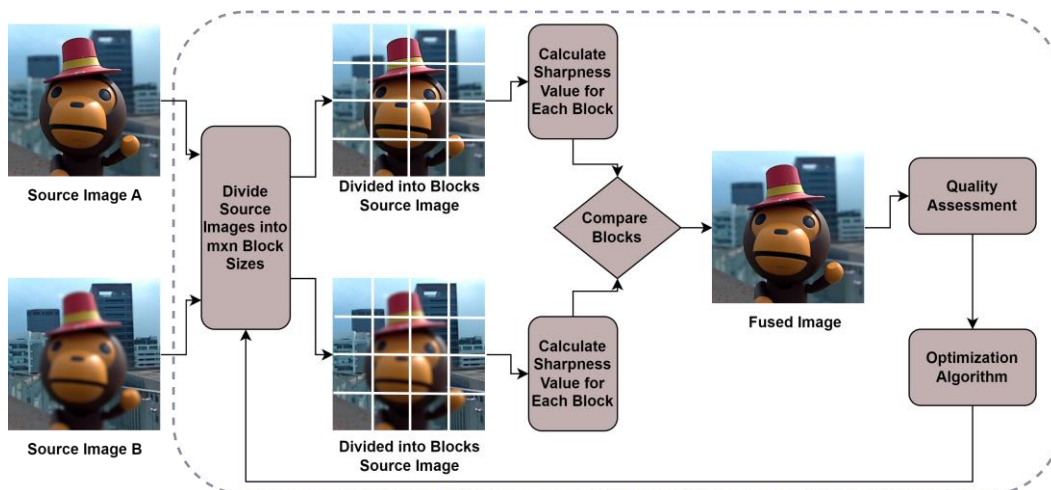 Source Image A
Source Image B
Divide
Source
Images into
mxn Block
Sizes
Divided into Blocks
Source Image
Divided into Blocks
Source Image
Calculate
Sharpness
Value for
Each Block
Calculate
Sharpness
Value for
Each Block
Compare
Blocks
Fused Image
Quality
Assessment
Optimization
Algorithm